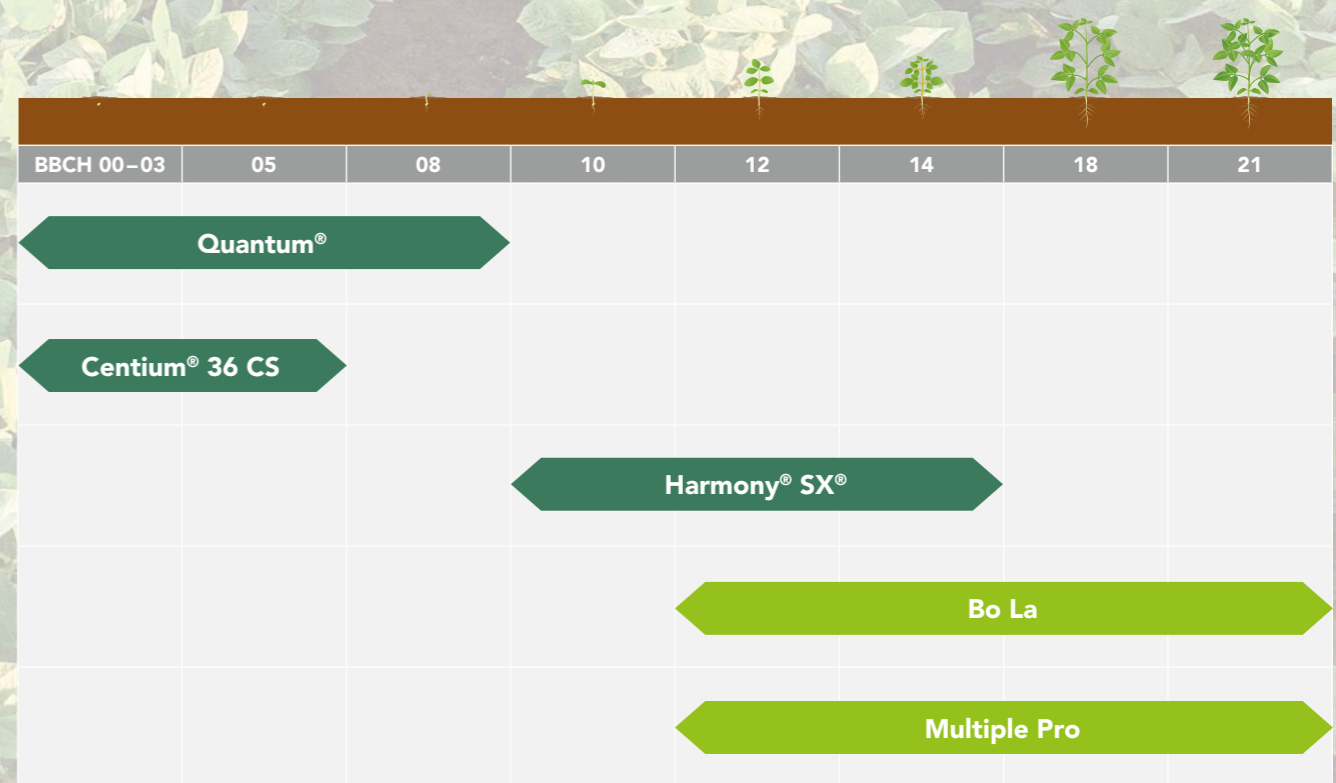 BBCH 00–03 05 08 10 12 14 18 21
Quantum®
Centium® 36 CS
Harmony® SX®
Bo La
Multiple Pro